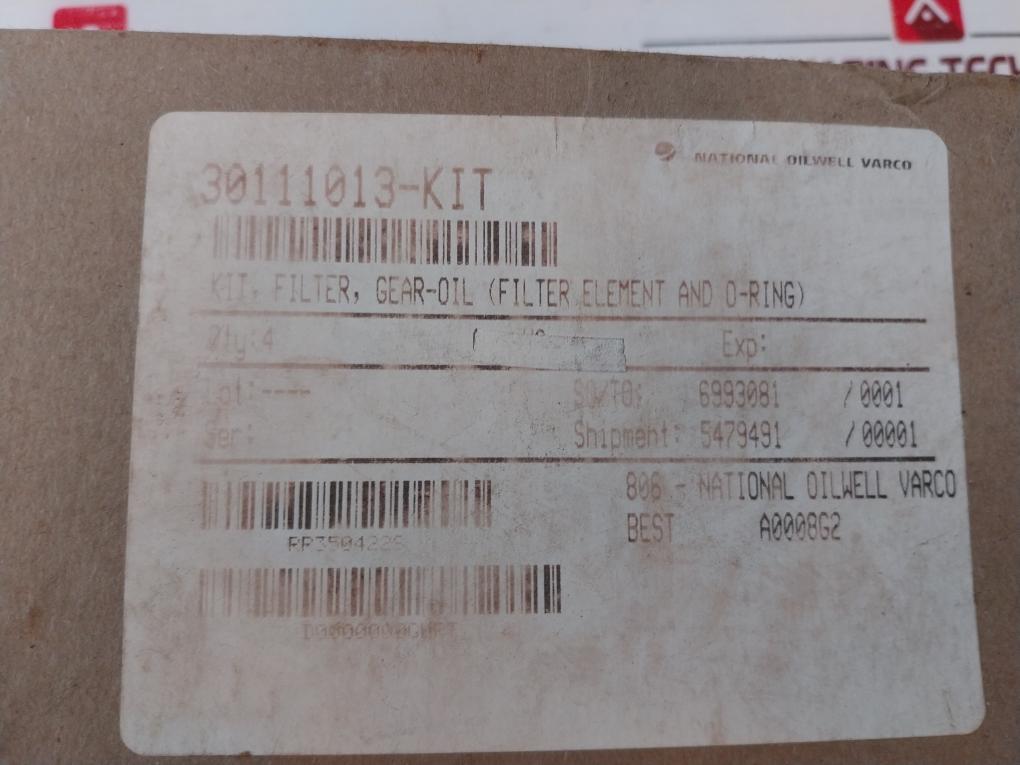 NATIONAL OILWELL VARCO
30111013-KIT
KIT, FILTER, GEAR-OIL (FILTER ELEMENT AND O-RING)
Qty:4 Exp:
Lot:---- SO/TO: 6993081 /0001
Ser: Shipment: 5479491 /00001
806 - NATIONAL OILWELL VARCO
BEST A0008G2